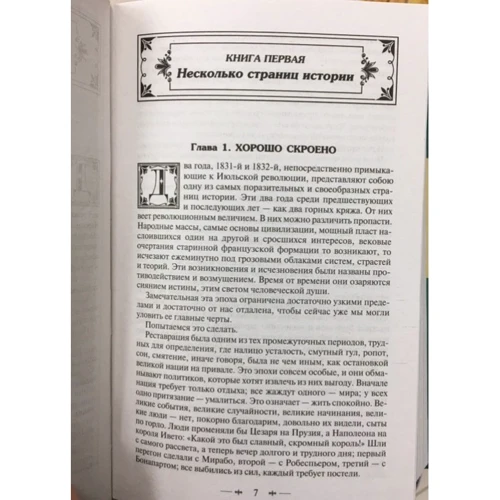 КНИГА ПЕРВАЯ
Несколько страниц истории
Глава 1. ХОРОШО СКРОЕНО
Два года, 1831-й и 1832-й, непосредственно примыкаю-
щие к Июльской революции, представляют собою
одну из самых поразительных и своеобразных стра-
ниц истории. Эти два года среди предшествующих
и последующих лет — как два горных кряжа. От них
веет революционным величием. В них можно различить пропасти.
Народные массы, самые основы цивилизации, мощный пласт на-
слоившихся один на другой и сросшихся интересов, вековые
очертания старинной французской формации то возникают, то
исчезают ежеминутно под грозовыми облаками систем, страстей
и теорий. Эти возникновения и исчезновения были названы про-
тиводействием и возмущением. Время от времени они озаряются
сиянием истины, этим светом человеческой души.
Замечательная эта эпоха ограничена достаточно узкими преде-
лами и достаточно от нас отдалена, чтобы сейчас уже мы могли
уловить ее главные черты.
Попытаемся это сделать.
Реставрация была одним из тех промежуточных периодов, труд-
ных для определения, где налицо усталость, смутный гул, ропот,
сон, смятение, иначе говоря, была не чем иным, как остановкой
великой нации на привале. Это эпохи совсем особые, и они обма-
нывают политиков, которые хотят извлечь из них выгоду. Вначале
нация требует только отдыха; все жаждут одного — мира; у всех
одно притязание — умалиться. Это означает — жить спокойно. Ве-
ликие события, великие случайности, великие начинания, вели-
кие люди — нет, покорно благодарим, довольно их видели, сыты
по горло. Люди променяли бы Цезаря на Прузия, а Наполеона на
короля Ивето: «Какой это был славный, скромный король!» Шли
с самого рассвета, а теперь вечер долгого и трудного дня; первый
перегон сделали с Мирабо, второй — с Робеспьером, третий — с
Бонапартом; все выбились из сил, каждый требует постели.
7